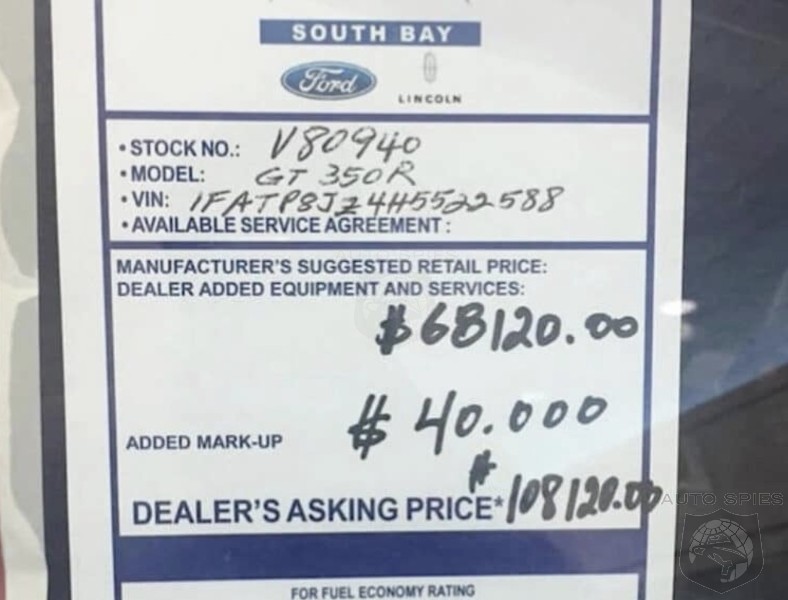 SOUTH BAY
Ford
LINCOLN
• STOCK NO.: V80940
• MODEL: GT 350R
• VIN: 1FATP8JZ4H5522588
• AVAILABLE SERVICE AGREEMENT :
MANUFACTURER'S SUGGESTED RETAIL PRICE:
DEALER ADDED EQUIPMENT AND SERVICES:
$68120.00
ADDED MARK-UP $ 40.000
DEALER'S ASKING PRICE* $108120.00
AUTO SPIES
FOR FUEL ECONOMY RATING